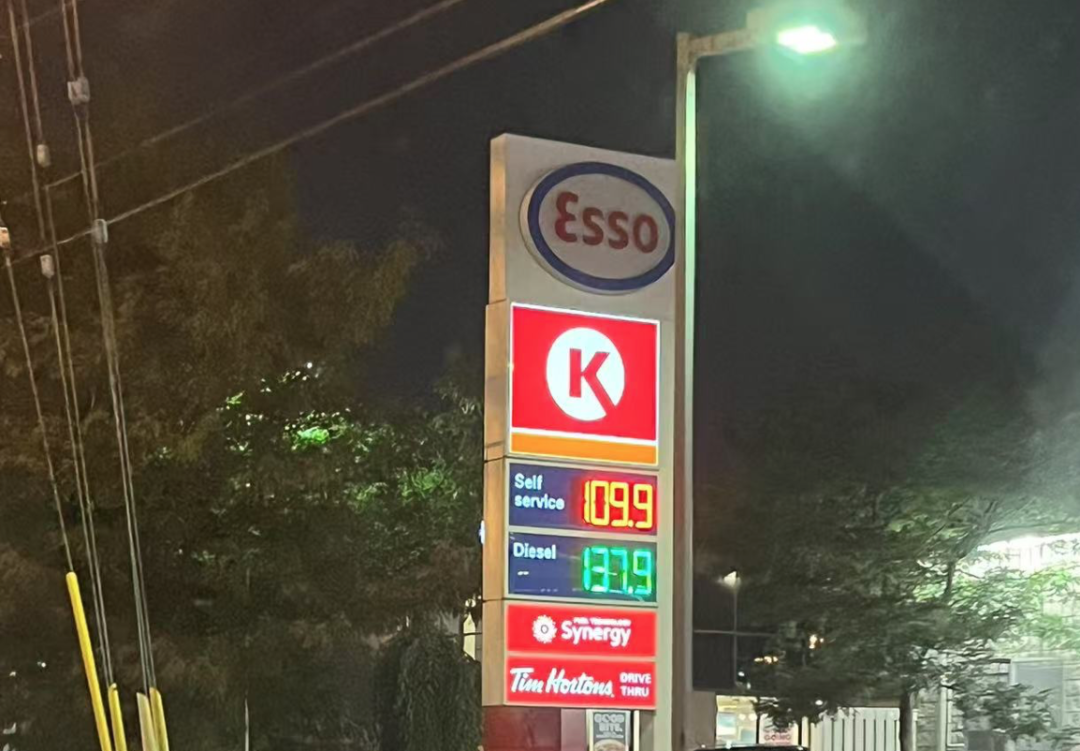 Esso
K
Self
service 109.9
Diesel 137.9
Synergy
Tim Hortons DRIVE
THRU